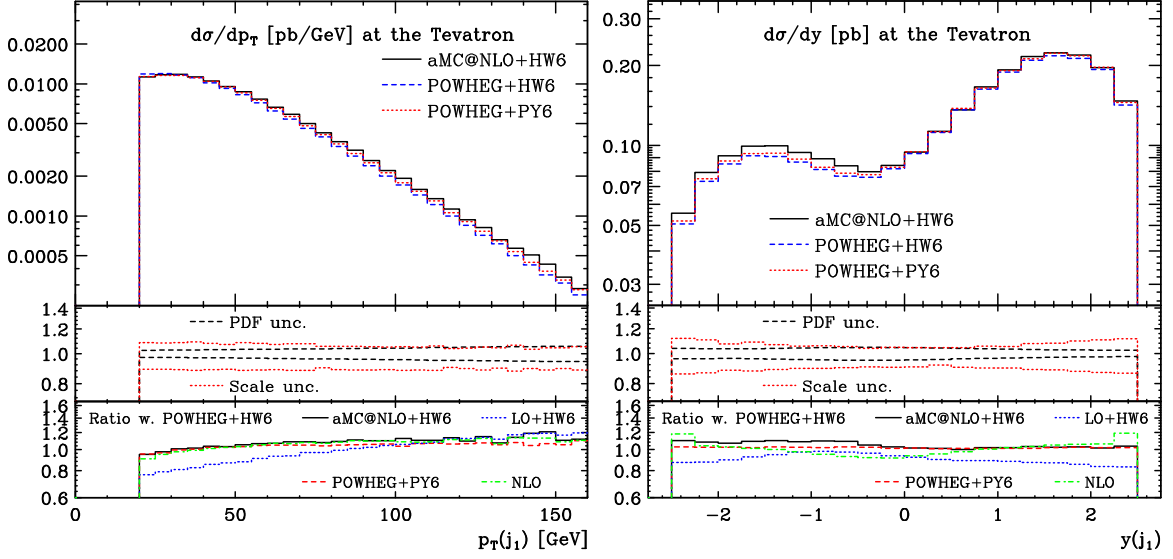 dσ/dp_T [pb/GeV] at the Tevatron
aMC@NLO+HW6
POWHEG+HW6
POWHEG+PY6
0.0200
0.0100
0.0050
0.0020
0.0010
0.0005
1.4
1.2
1.0
0.8
PDF unc.
Scale unc.
1.6
1.4
1.2
1.0
0.8
0.6
Ratio w. POWHEG+HW6 aMC@NLO+HW6 LO+HW6
POWHEG+PY6 NLO
0 50 100 150
p_T(j_1) [GeV]
dσ/dy [pb] at the Tevatron
0.30
0.20
0.10
0.07
0.05
0.03
aMC@NLO+HW6
POWHEG+HW6
POWHEG+PY6
1.4
1.2
1.0
0.8
PDF unc.
Scale unc.
1.6
1.4
1.2
1.0
0.8
0.6
Ratio w. POWHEG+HW6 aMC@NLO+HW6 LO+HW6
POWHEG+PY6 NLO
−2 −1 0 1 2
y(j_1)